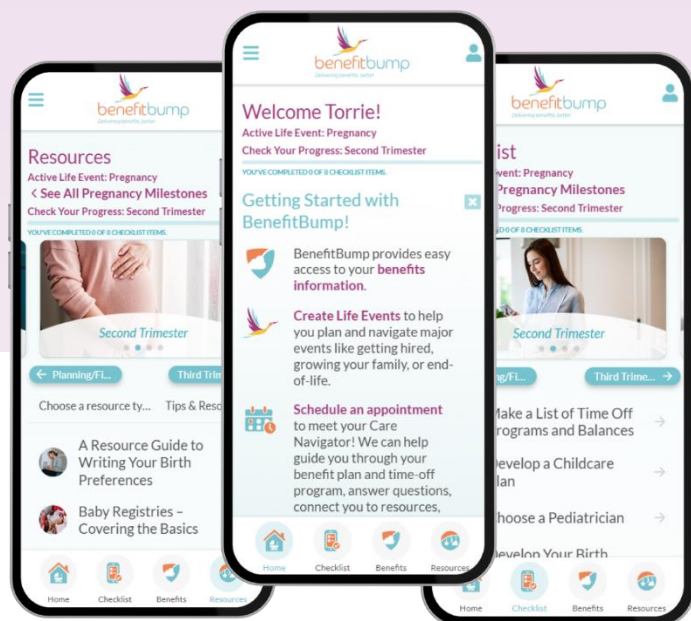 benefitbump
Delivering benefits, better
Resources
Active Life Event: Pregnancy
< See All Pregnancy Milestones
Check Your Progress: Second Trimester
YOU'VE COMPLETED 0 OF 8 CHECKLIST ITEMS.
Second Trimester
← Planning/Fi...
Third Trim
Choose a resource ty...
Tips & Reso
A Resource Guide to
Writing Your Birth
Preferences
Baby Registries –
Covering the Basics
Home
Checklist
Benefits
Resources
benefitbump
Delivering benefits, better
Welcome Torrie!
Active Life Event: Pregnancy
Check Your Progress: Second Trimester
YOU'VE COMPLETED 0 OF 8 CHECKLIST ITEMS.
Getting Started with
BenefitBump!
BenefitBump provides easy
access to your benefits
information.
Create Life Events to help
you plan and navigate major
events like getting hired,
growing your family, or end-
of-life.
Schedule an appointment
to meet your Care
Navigator! We can help
guide you through your
benefit plan and time-off
program, answer questions,
connect you to resources,
Home
Checklist
Benefits
Resources
benefitbump
Delivering benefits, better
ist
vent: Pregnancy
Pregnancy Milestones
Progress: Second Trimester
D 0 OF 8 CHECKLIST ITEMS.
Second Trimester
ng/Fi...
Third Trime... →
Make a List of Time Off
rograms and Balances
evelop a Childcare
lan
hoose a Pediatrician
evelop Your Birth
Home
Checklist
Benefits
Resources